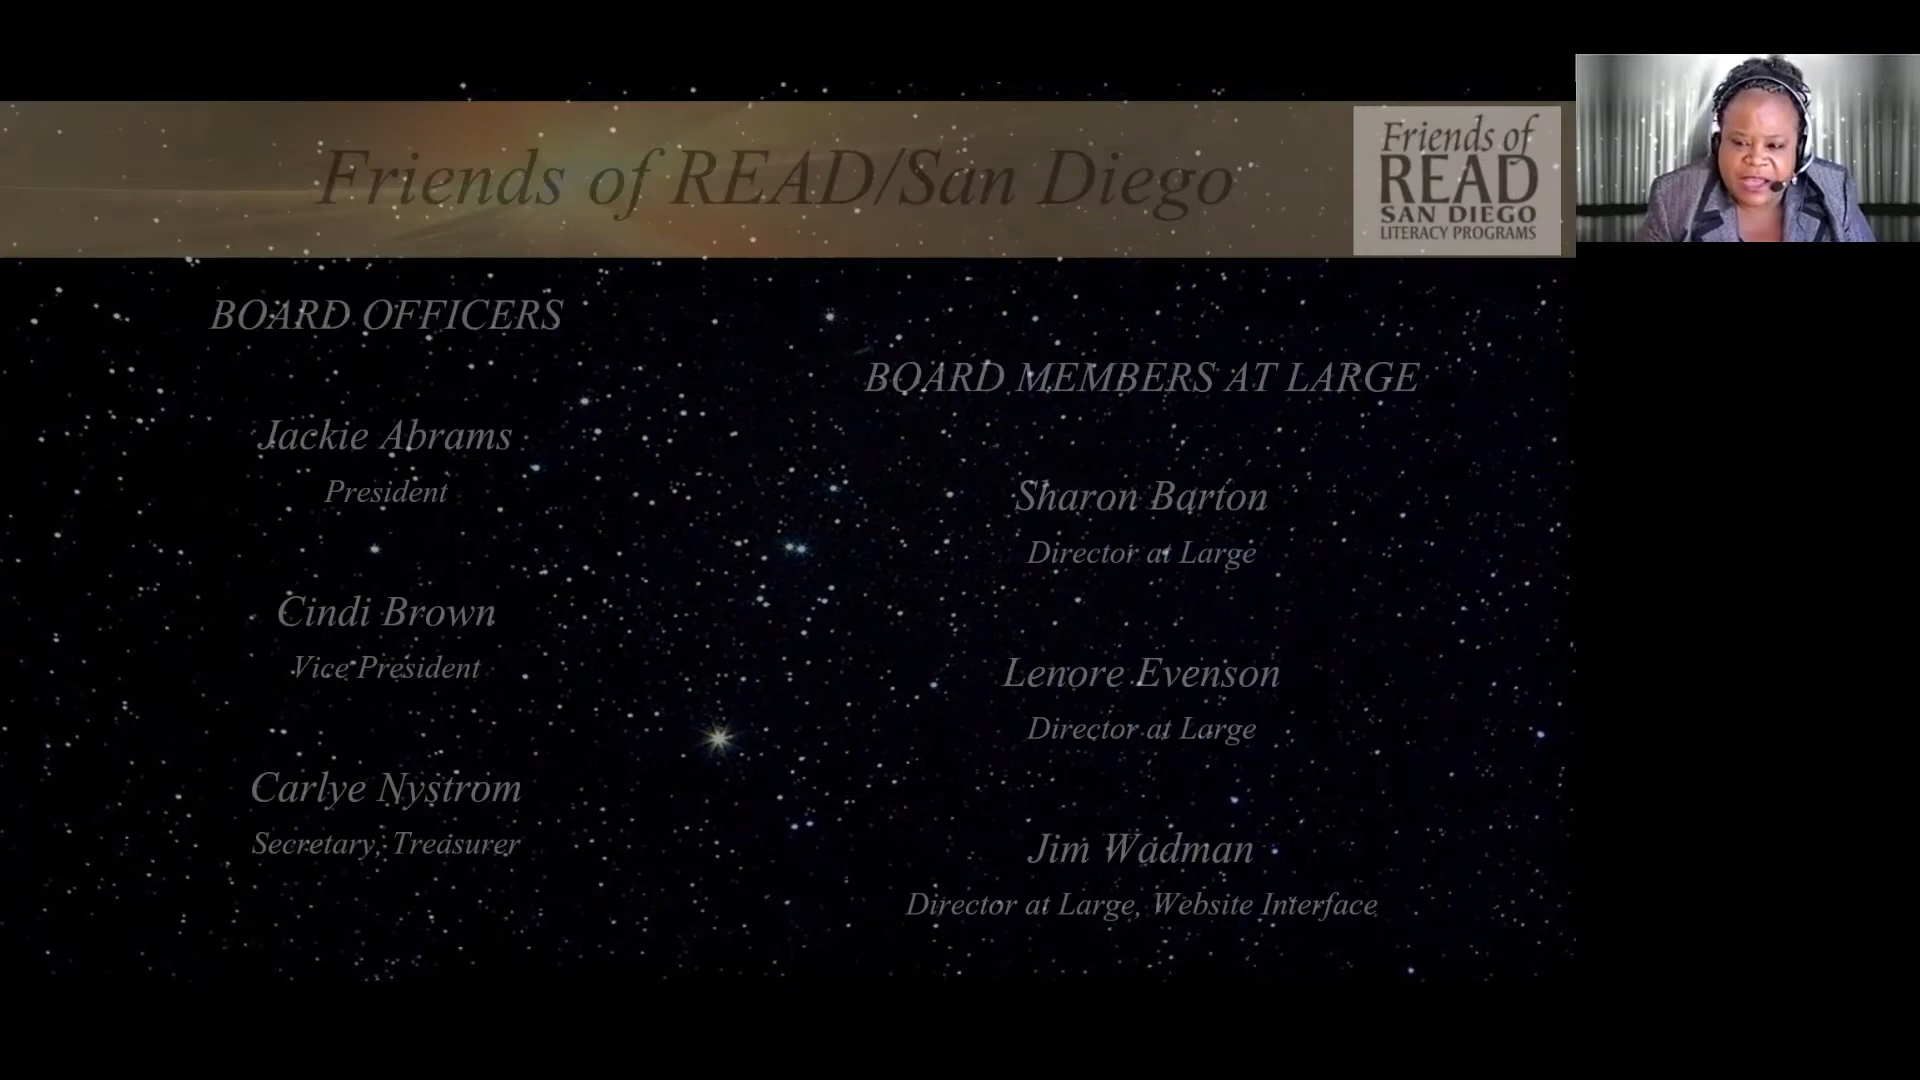 Friends of READ/San Diego
Friends of
READ
SAN DIEGO
LITERACY PROGRAMS
BOARD OFFICERS
Jackie Abrams
President
Cindi Brown
Vice President
Carlye Nystrom
Secretary, Treasurer
BOARD MEMBERS AT LARGE
Sharon Barton
Director at Large
Lenore Evenson
Director at Large
Jim Wadman
Director at Large, Website Interface